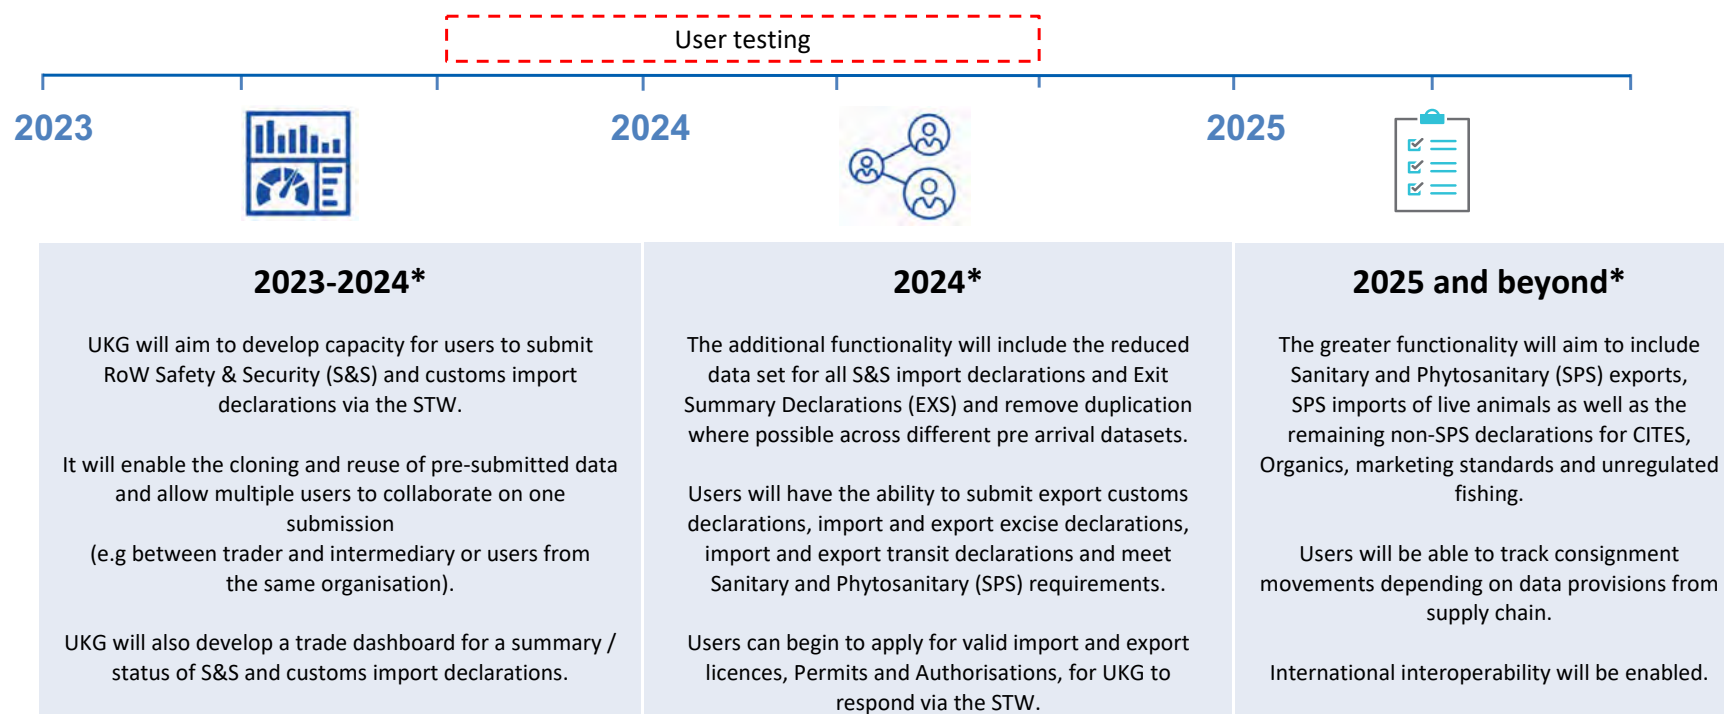 User testing
2023
2024
2025
2023-2024*
UKG will aim to develop capacity for users to submit
RoW Safety & Security (S&S) and customs import
declarations via the STW.
It will enable the cloning and reuse of pre-submitted data
and allow multiple users to collaborate on one
submission
(e.g between trader and intermediary or users from
the same organisation).
UKG will also develop a trade dashboard for a summary /
status of S&S and customs import declarations.
2024*
The additional functionality will include the reduced
data set for all S&S import declarations and Exit
Summary Declarations (EXS) and remove duplication
where possible across different pre arrival datasets.
Users will have the ability to submit export customs
declarations, import and export excise declarations,
import and export transit declarations and meet
Sanitary and Phytosanitary (SPS) requirements.
Users can begin to apply for valid import and export
licences, Permits and Authorisations, for UKG to
respond via the STW.
2025 and beyond*
The greater functionality will aim to include
Sanitary and Phytosanitary (SPS) exports,
SPS imports of live animals as well as the
remaining non-SPS declarations for CITES,
Organics, marketing standards and unregulated
fishing.
Users will be able to track consignment
movements depending on data provisions from
supply chain.
International interoperability will be enabled.